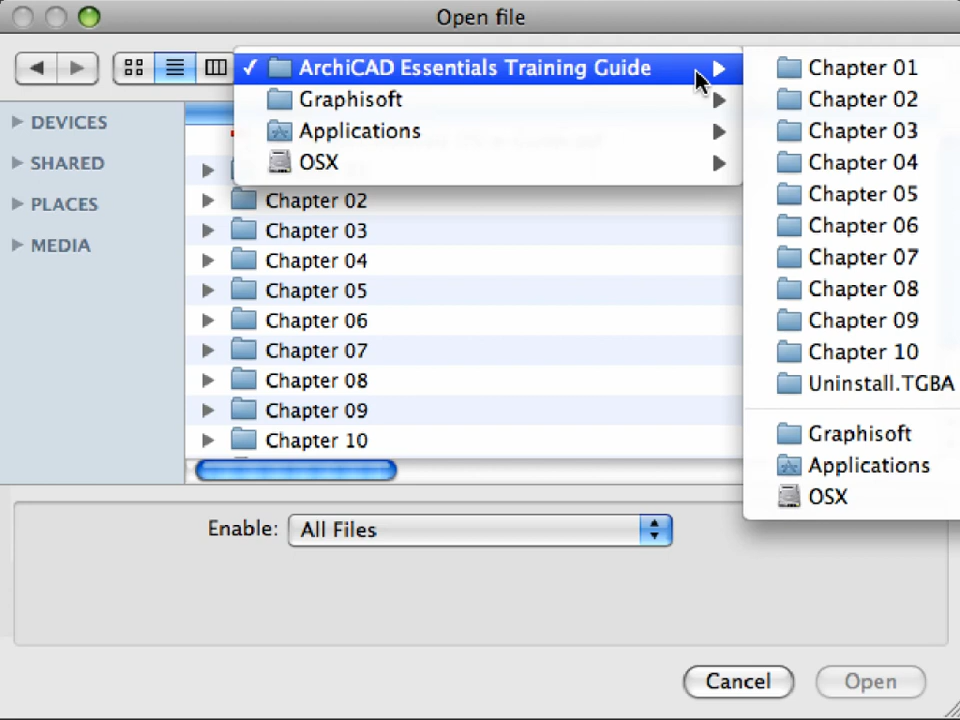 Open file
ArchiCAD Essentials Training Guide
Graphisoft
Applications
OSX
DEVICES
SHARED
PLACES
MEDIA
Chapter 02
Chapter 03
Chapter 04
Chapter 05
Chapter 06
Chapter 07
Chapter 08
Chapter 09
Chapter 10
Chapter 01
Chapter 02
Chapter 03
Chapter 04
Chapter 05
Chapter 06
Chapter 07
Chapter 08
Chapter 09
Chapter 10
Uninstall.TGBA
Graphisoft
Applications
OSX
Enable: All Files
Cancel
Open